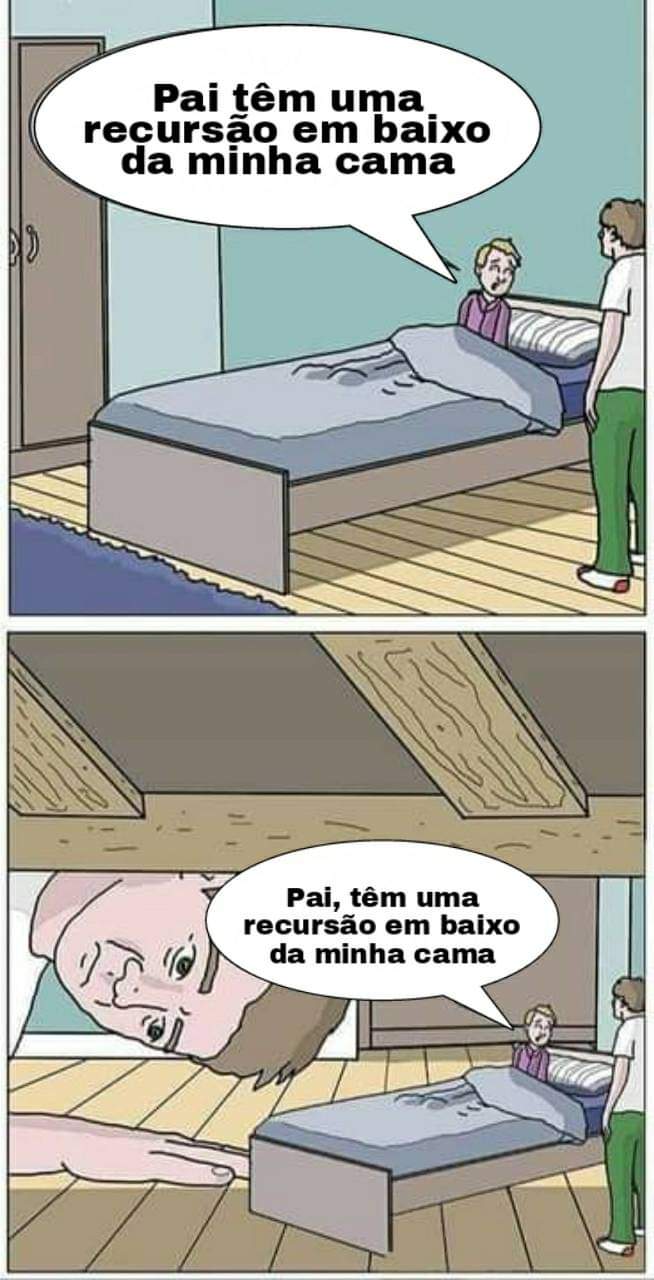 Pai têm uma
recursão em baixo
da minha cama
Pai, têm uma
recursão em baixo
da minha cama